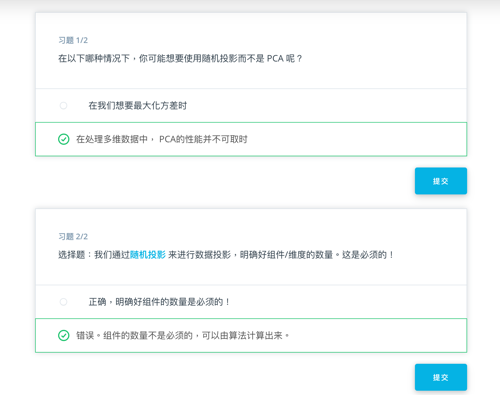 习题 1/2
在以下哪种情况下，你可能想要使用随机投影而不是 PCA 呢？
在我们想要最大化方差时
在处理多维数据中， PCA的性能并不可取时
提交
习题 2/2
选择题：我们通过随机投影 来进行数据投影，明确好组件/维度的数量。这是必须的！
正确，明确好组件的数量是必须的！
错误。组件的数量不是必须的，可以由算法计算出来。
提交